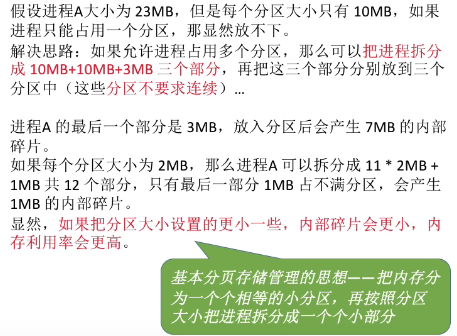 假设进程A大小为 23MB，但是每个分区大小只有 10MB，如果
进程只能占用一个分区，那显然放不下。
解决思路：如果允许进程占用多个分区，那么可以把进程拆分
成 10MB+10MB+3MB 三个部分，再把这三个部分分别放到三个
分区中（这些分区不要求连续）…
进程A 的最后一个部分是 3MB，放入分区后会产生 7MB 的内部
碎片。
如果每个分区大小为 2MB，那么进程A 可以拆分成 11 * 2MB +
1MB 共 12 个部分，只有最后一部分 1MB 占不满分区，会产生
1MB 的内部碎片。
显然，如果把分区大小设置的更小一些，内部碎片会更小，内
存利用率会更高。
基本分页存储管理的思想——把内存分
为一个个相等的小分区，再按照分区
大小把进程拆分成一个个小部分